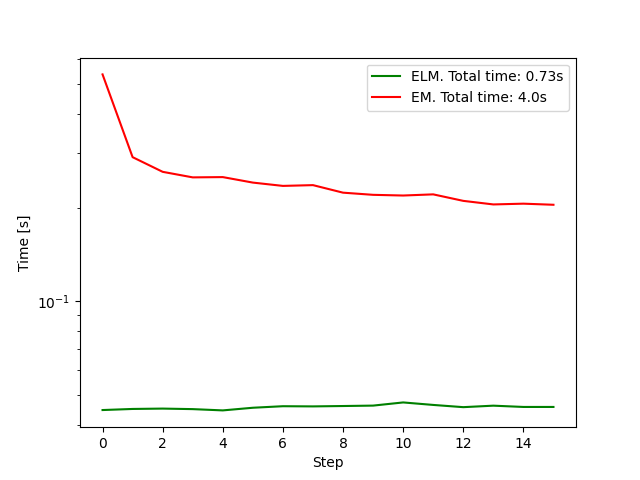 ELM. Total time: 0.73s
EM. Total time: 4.0s
Time [s]
10⁻¹
0 2 4 6 8 10 12 14
Step